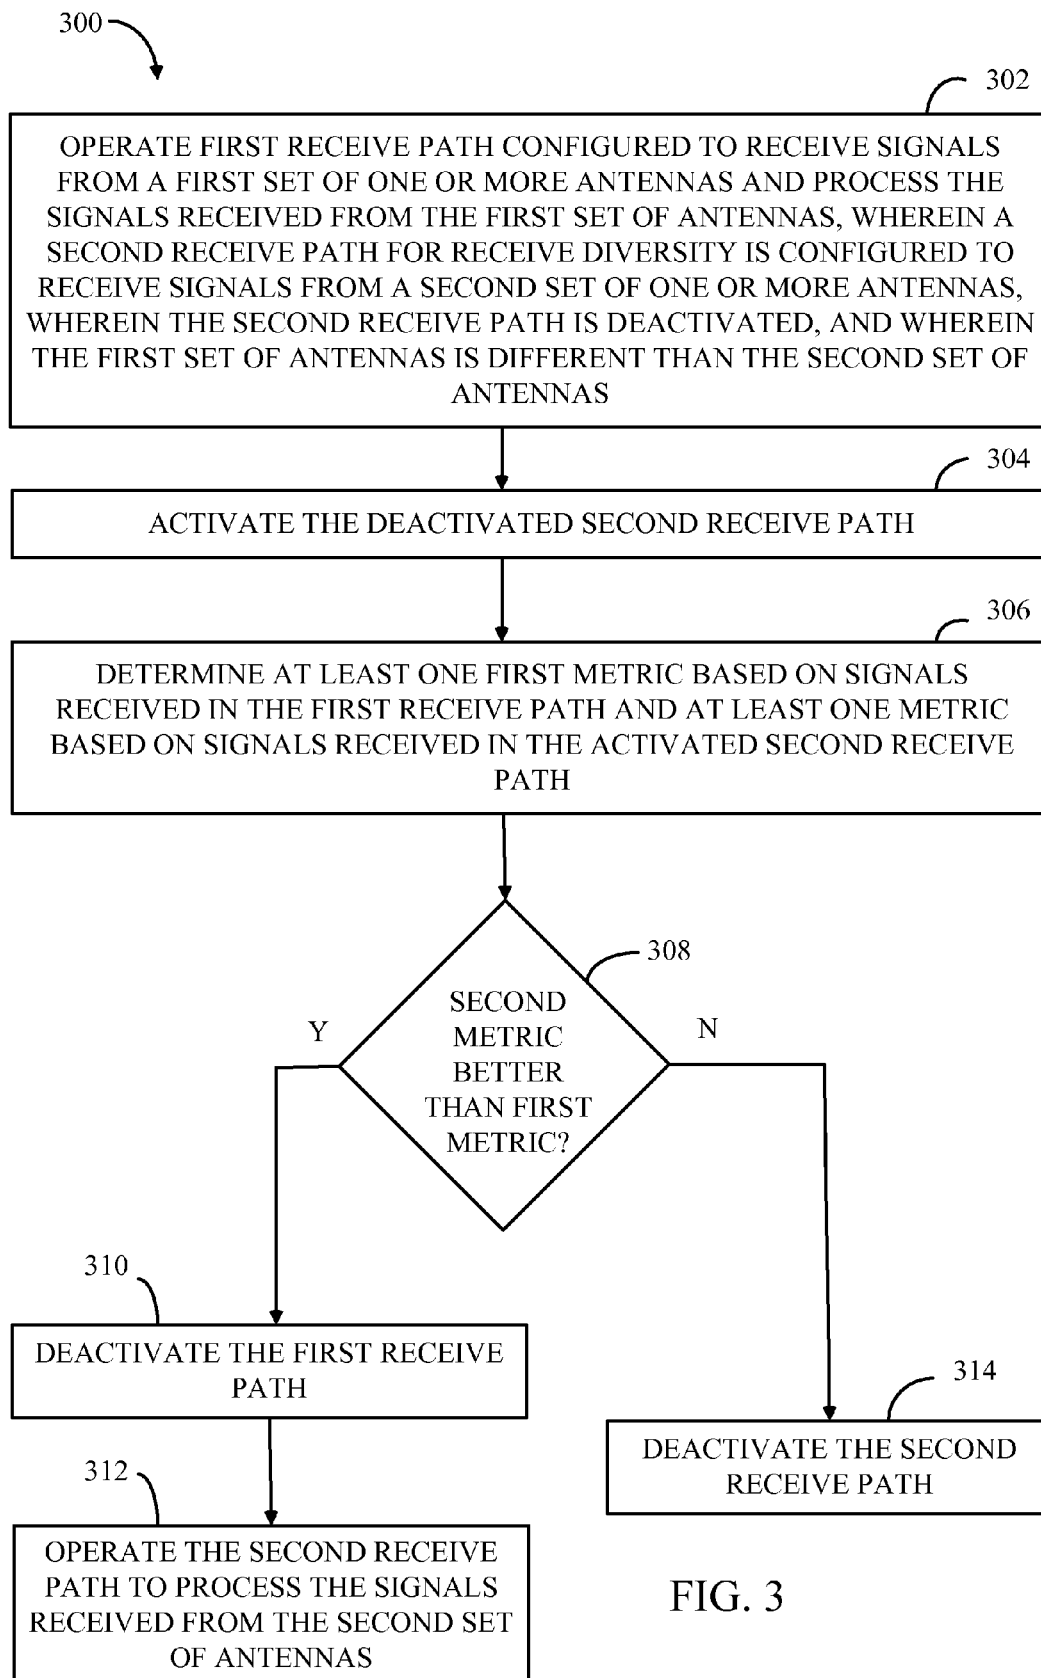 300
302
OPERATE FIRST RECEIVE PATH CONFIGURED TO RECEIVE SIGNALS
FROM A FIRST SET OF ONE OR MORE ANTENNAS AND PROCESS THE
SIGNALS RECEIVED FROM THE FIRST SET OF ANTENNAS, WHEREIN A
SECOND RECEIVE PATH FOR RECEIVE DIVERSITY IS CONFIGURED TO
RECEIVE SIGNALS FROM A SECOND SET OF ONE OR MORE ANTENNAS,
WHEREIN THE SECOND RECEIVE PATH IS DEACTIVATED, AND WHEREIN
THE FIRST SET OF ANTENNAS IS DIFFERENT THAN THE SECOND SET OF
ANTENNAS
304
ACTIVATE THE DEACTIVATED SECOND RECEIVE PATH
306
DETERMINE AT LEAST ONE FIRST METRIC BASED ON SIGNALS
RECEIVED IN THE FIRST RECEIVE PATH AND AT LEAST ONE METRIC
BASED ON SIGNALS RECEIVED IN THE ACTIVATED SECOND RECEIVE
PATH
308
SECOND
METRIC
BETTER
THAN FIRST
METRIC?
Y
N
310
DEACTIVATE THE FIRST RECEIVE
PATH
314
DEACTIVATE THE SECOND
RECEIVE PATH
312
OPERATE THE SECOND RECEIVE
PATH TO PROCESS THE SIGNALS
RECEIVED FROM THE SECOND SET
OF ANTENNAS
FIG. 3